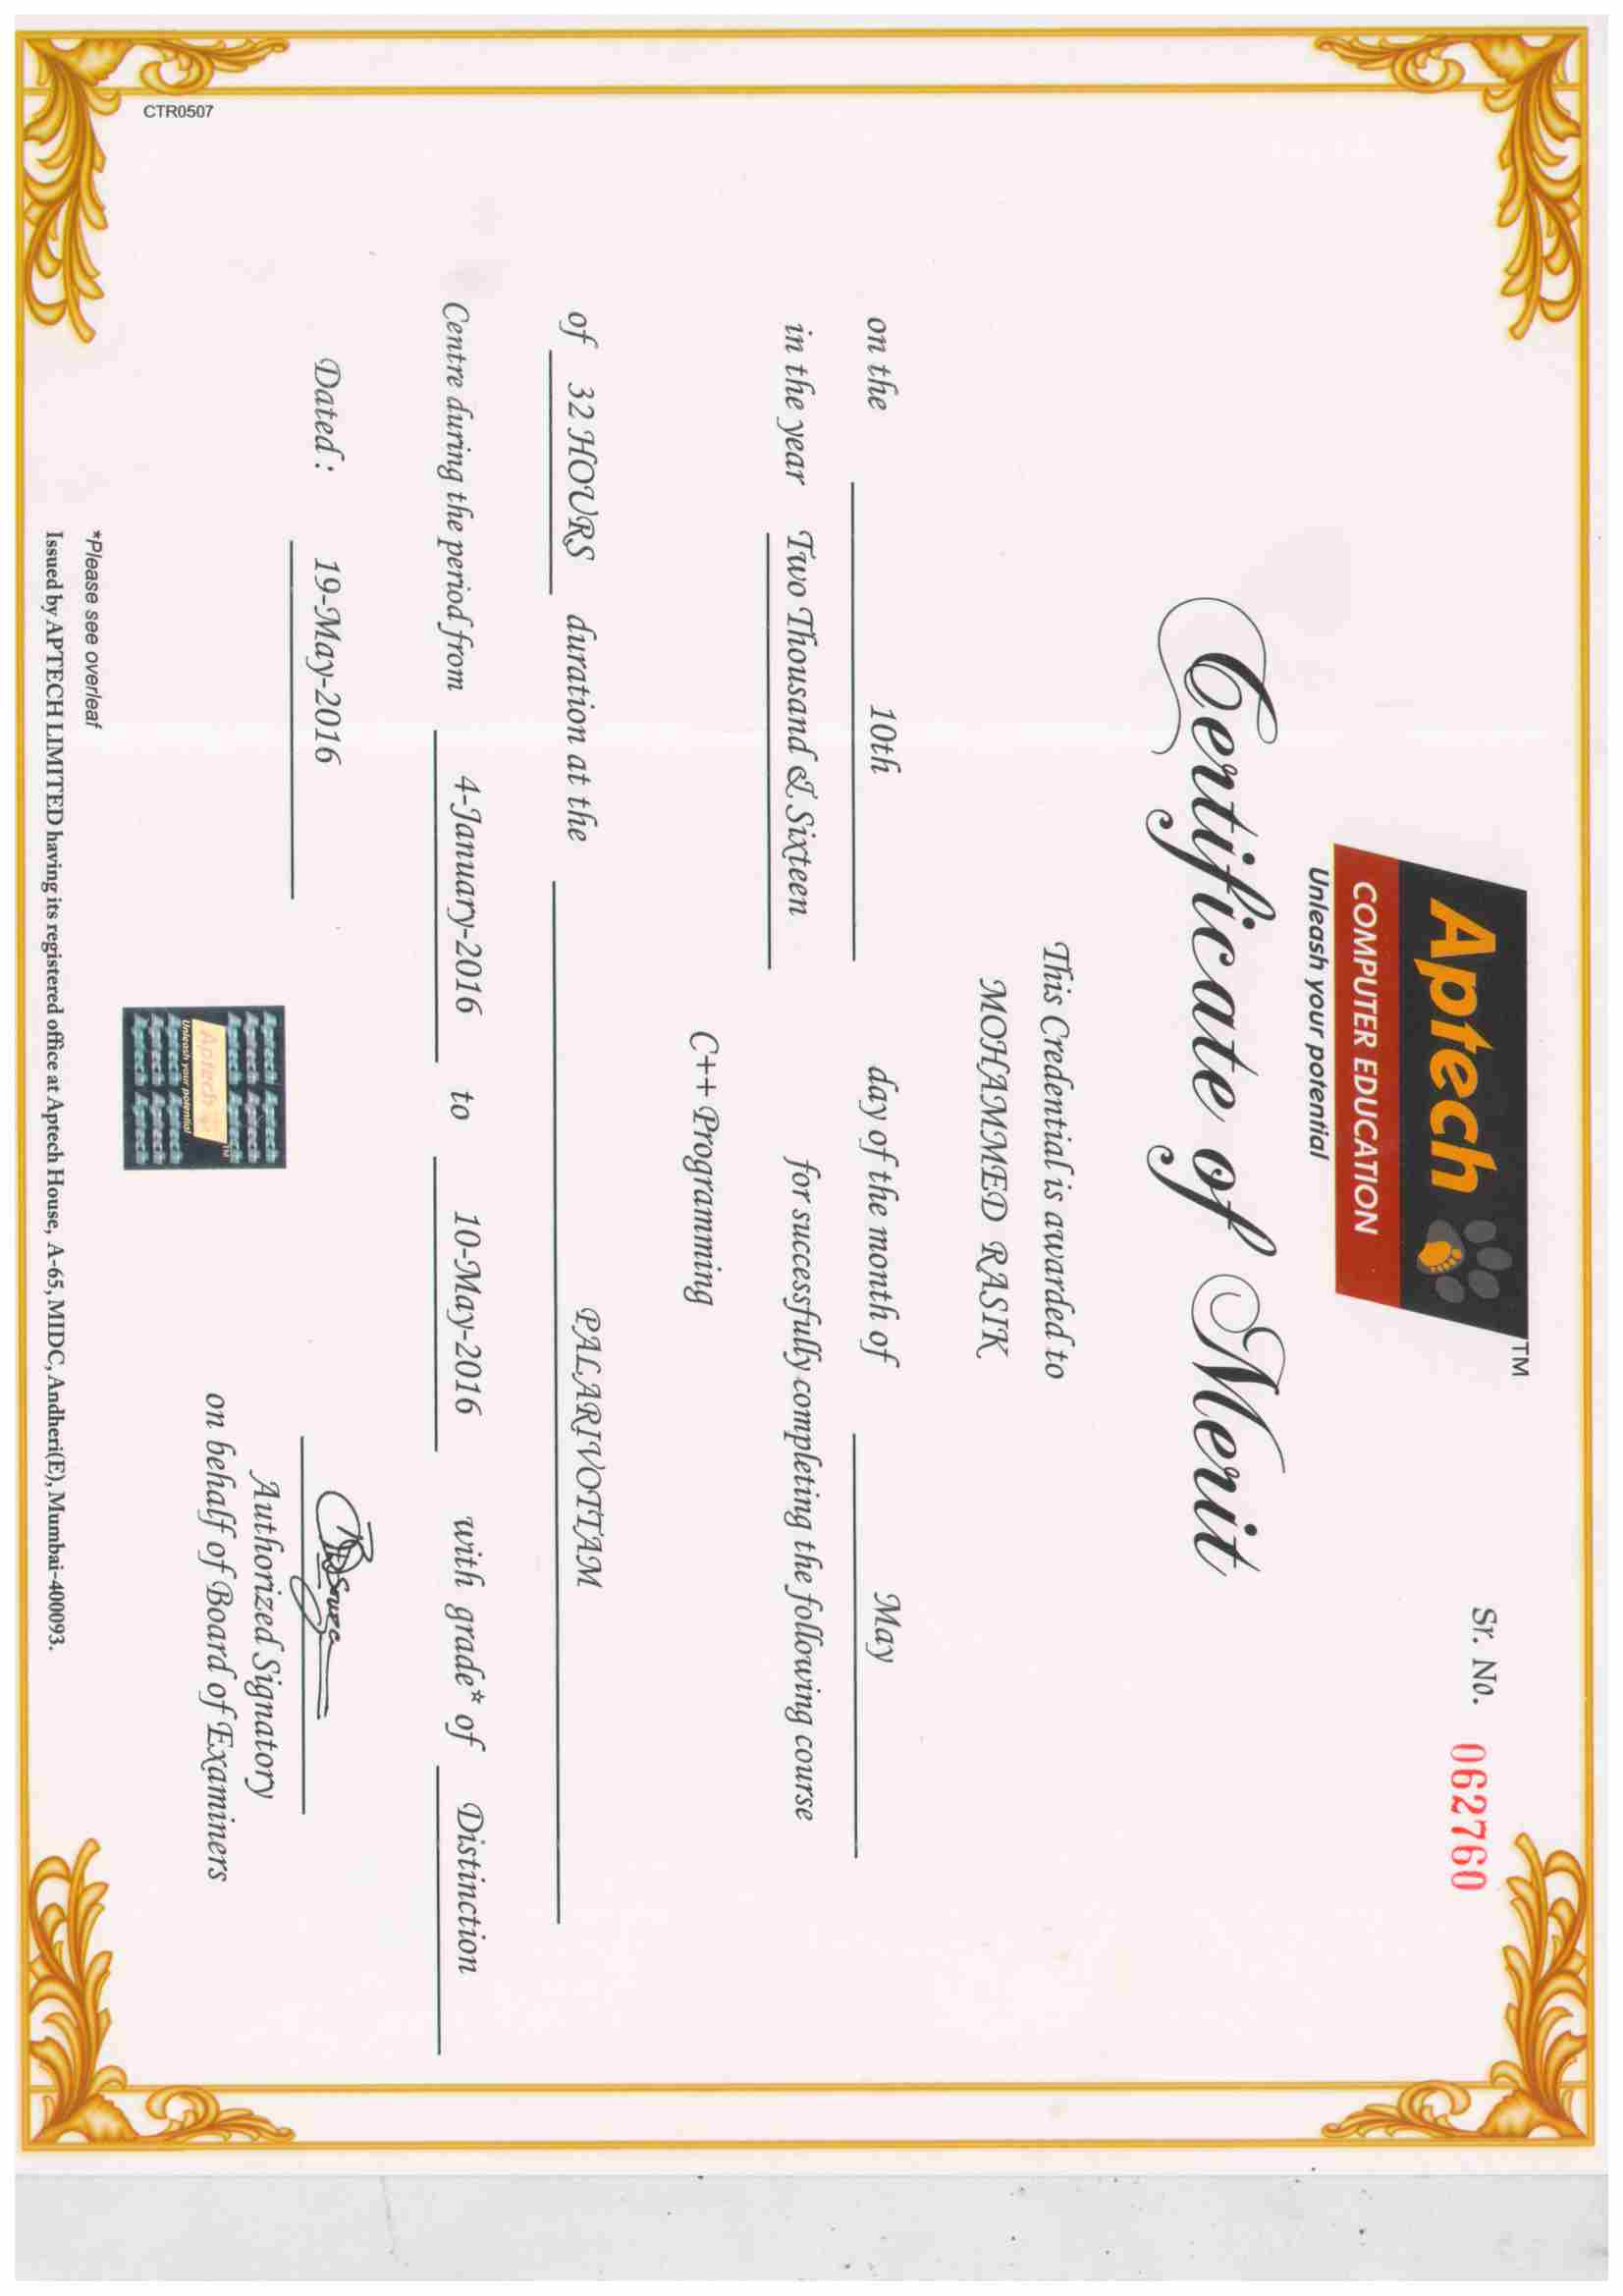 Sr. No. 062760
Aptech TM
COMPUTER EDUCATION
Unleash your potential
Certificate of Merit
This Credential is awarded to
MOHAMMED RASIK
on the 10th day of the month of May
in the year Two Thousand & Sixteen for successfully completing the following course
C++ Programming
of 32 HOURS duration at the PALARIVOTTAM
Centre during the period from 4-January-2016 to 10-May-2016 with grade* of Distinction
Dated : 19-May-2016
Authorized Signatory
on behalf of Board of Examiners
Aptech TM
Unleash your potential
CTR0507
*Please see overleaf
Issued by APTECH LIMITED having its registered office at Aptech House, A-65, MIDC, Andheri(E), Mumbai-400093.